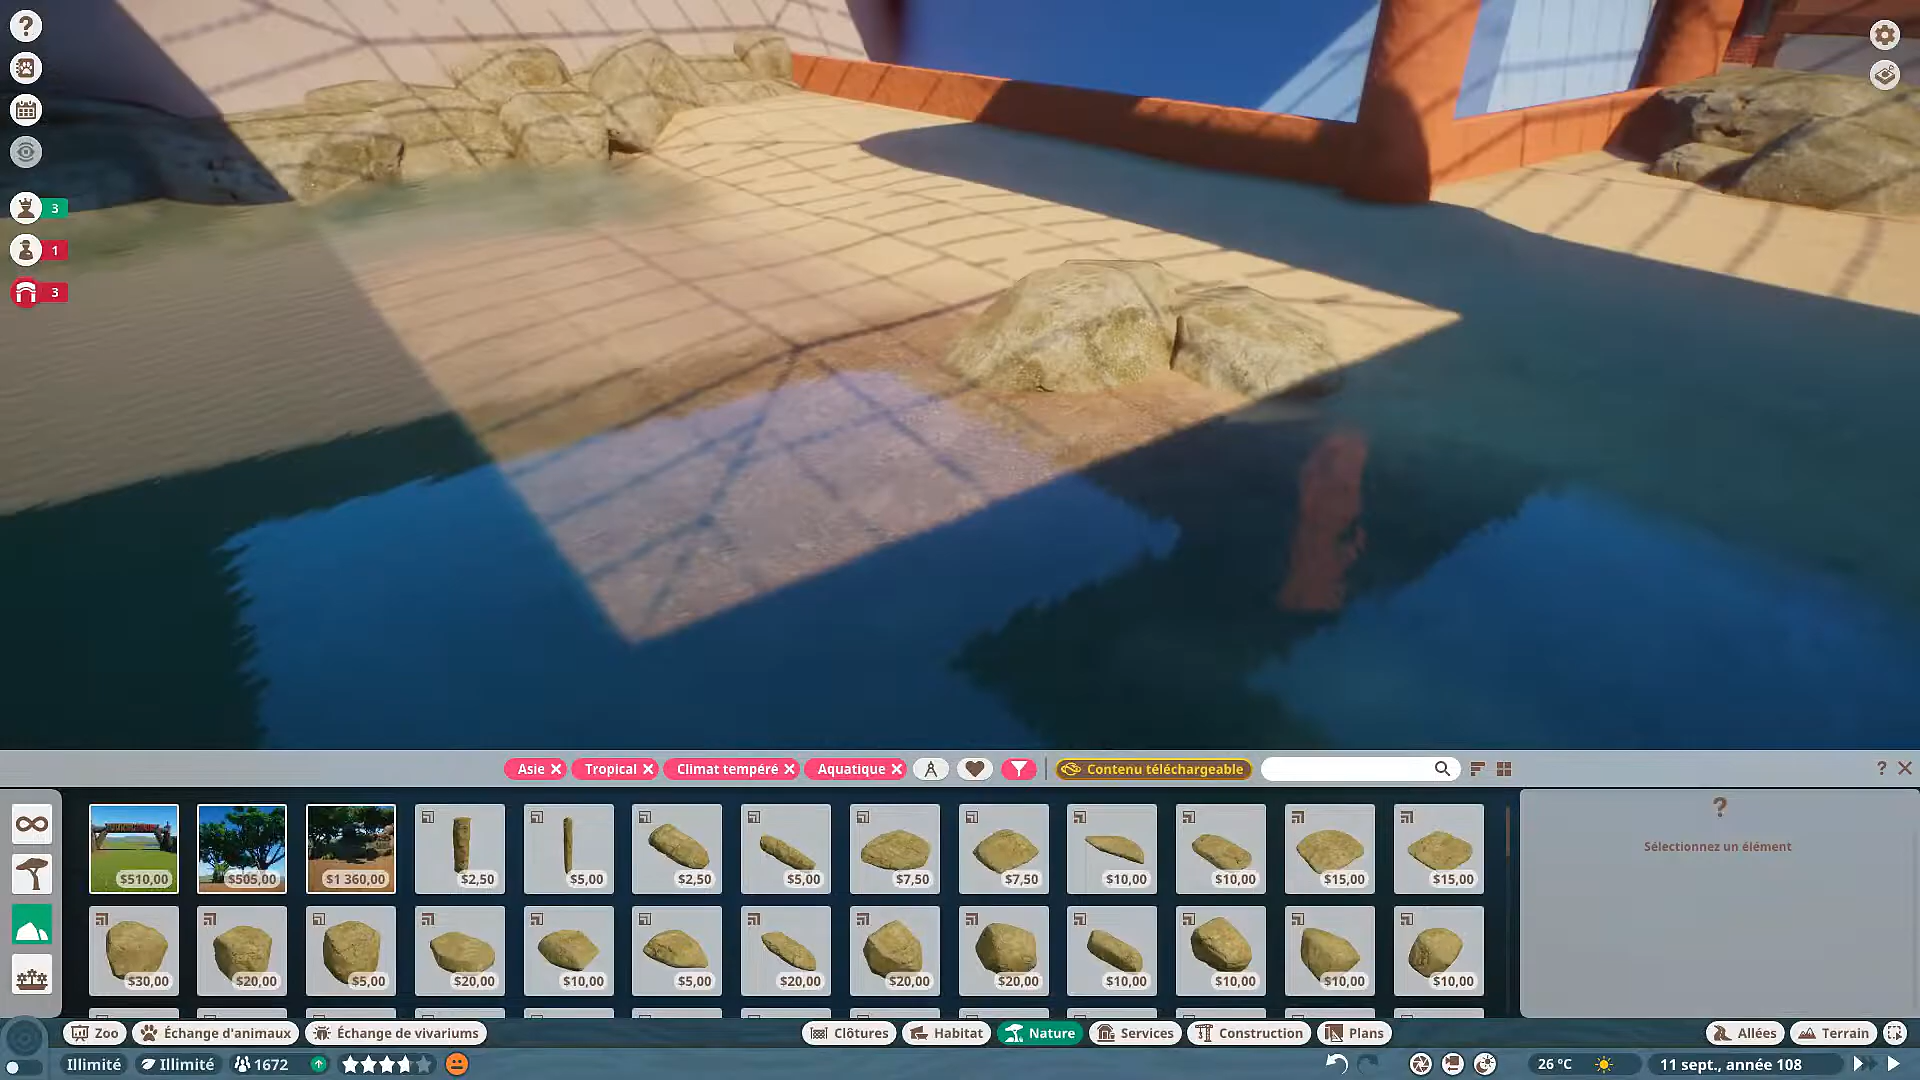 ?
3
1
3
Asie Tropical Climat tempéré Aquatique Contenu téléchargeable
?
$510,00 $505,00 $1 360,00 $2,50 $5,00 $2,50 $5,00 $7,50 $7,50 $10,00 $10,00 $15,00 $15,00
?
Sélectionnez un élément
$30,00 $20,00 $5,00 $20,00 $10,00 $5,00 $20,00 $20,00 $20,00 $10,00 $10,00 $10,00 $10,00
Zoo Échange d'animaux Échange de vivariums Clôtures Habitat Nature Services Construction Plans Allées Terrain
Illimité Illimité 1672 26 °C 11 sept., année 108